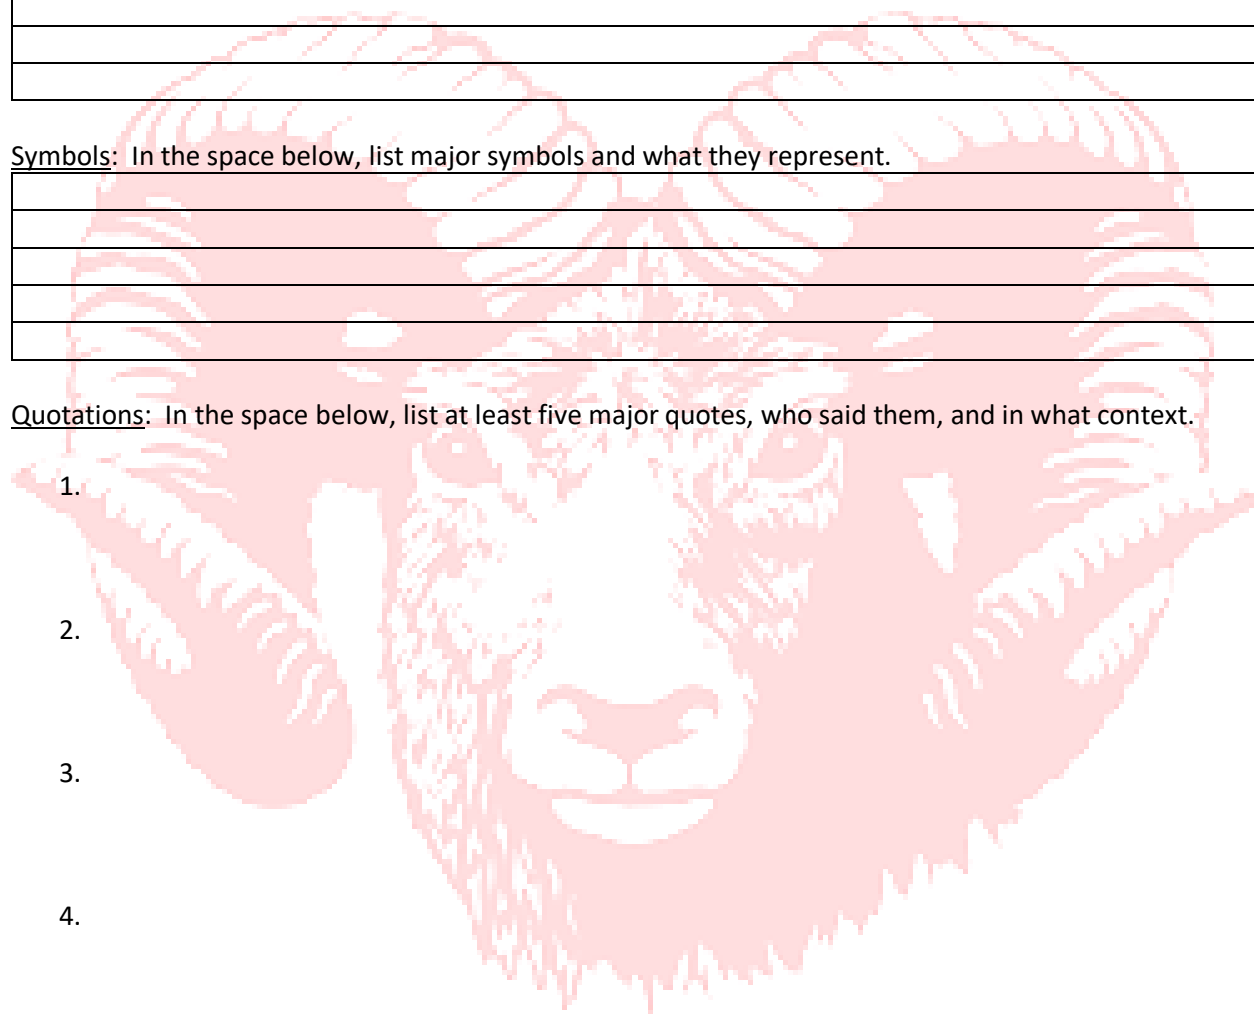 Symbols: In the space below, list major symbols and what they represent.
Quotations: In the space below, list at least five major quotes, who said them, and in what context.
1.
2.
3.
4.